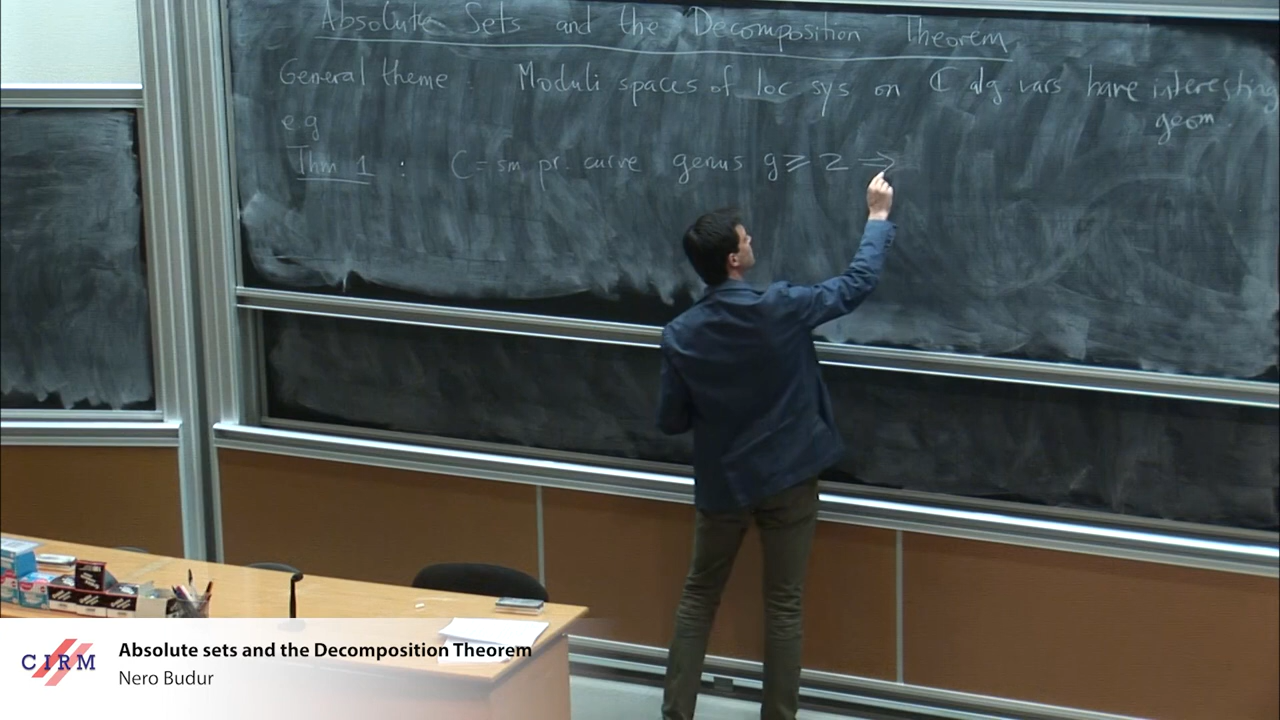 Absolute Sets and the Decomposition Theorem
General theme : Moduli spaces of loc sys on ℂ alg. vars have interesting
geom.
e.g
Thm 1 : C = sm pr. curve genus g ⩾ 2 ⇒
CIRM
Absolute sets and the Decomposition Theorem
Nero Budur